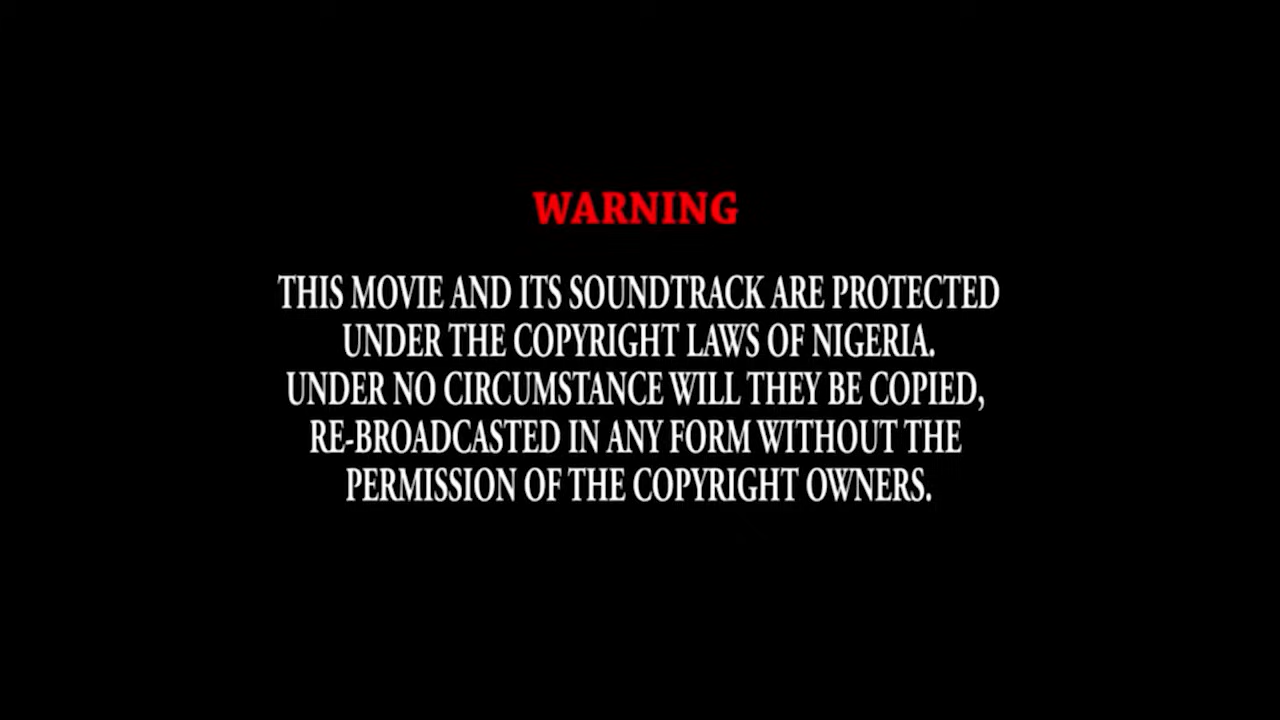 WARNING
THIS MOVIE AND ITS SOUNDTRACK ARE PROTECTED
UNDER THE COPYRIGHT LAWS OF NIGERIA.
UNDER NO CIRCUMSTANCE WILL THEY BE COPIED,
RE-BROADCASTED IN ANY FORM WITHOUT THE
PERMISSION OF THE COPYRIGHT OWNERS.